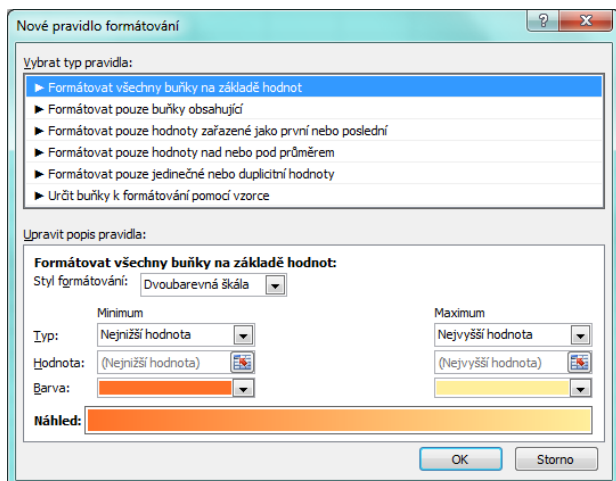 Nové pravidlo formátování
Vybrat typ pravidla:
► Formátovat všechny buňky na základě hodnot
► Formátovat pouze buňky obsahující
► Formátovat pouze hodnoty zařazené jako první nebo poslední
► Formátovat pouze hodnoty nad nebo pod průměrem
► Formátovat pouze jedinečné nebo duplicitní hodnoty
► Určit buňky k formátování pomocí vzorce
Upravit popis pravidla:
Formátovat všechny buňky na základě hodnot:
Styl formátování: Dvoubarevná škála
Minimum Maximum
Typ: Nejnižší hodnota Nejvyšší hodnota
Hodnota: (Nejnižší hodnota) (Nejvyšší hodnota)
Barva:
Náhled:
OK Storno